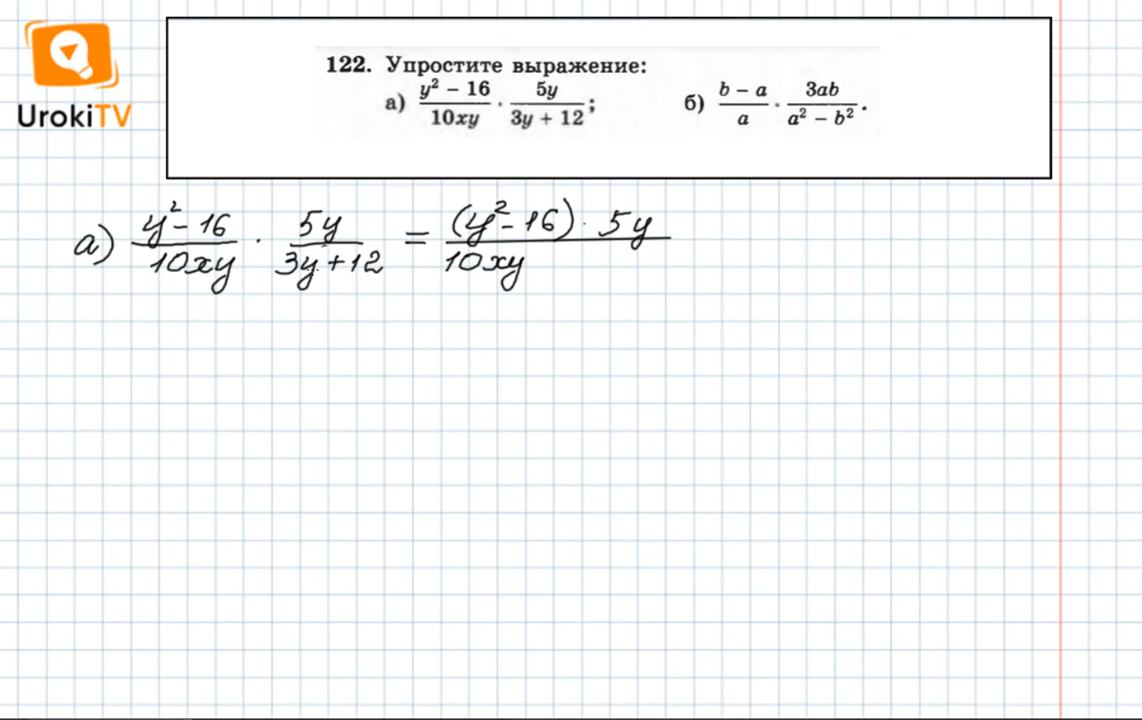 UrokiTV
122. Упростите выражение:
а) (y² − 16)/(10xy) · 5y/(3y + 12); б) (b − a)/a · 3ab/(a² − b²).
а) (y² − 16)/(10xy) · 5y/(3y + 12) = ((y² − 16) · 5y)/(10xy